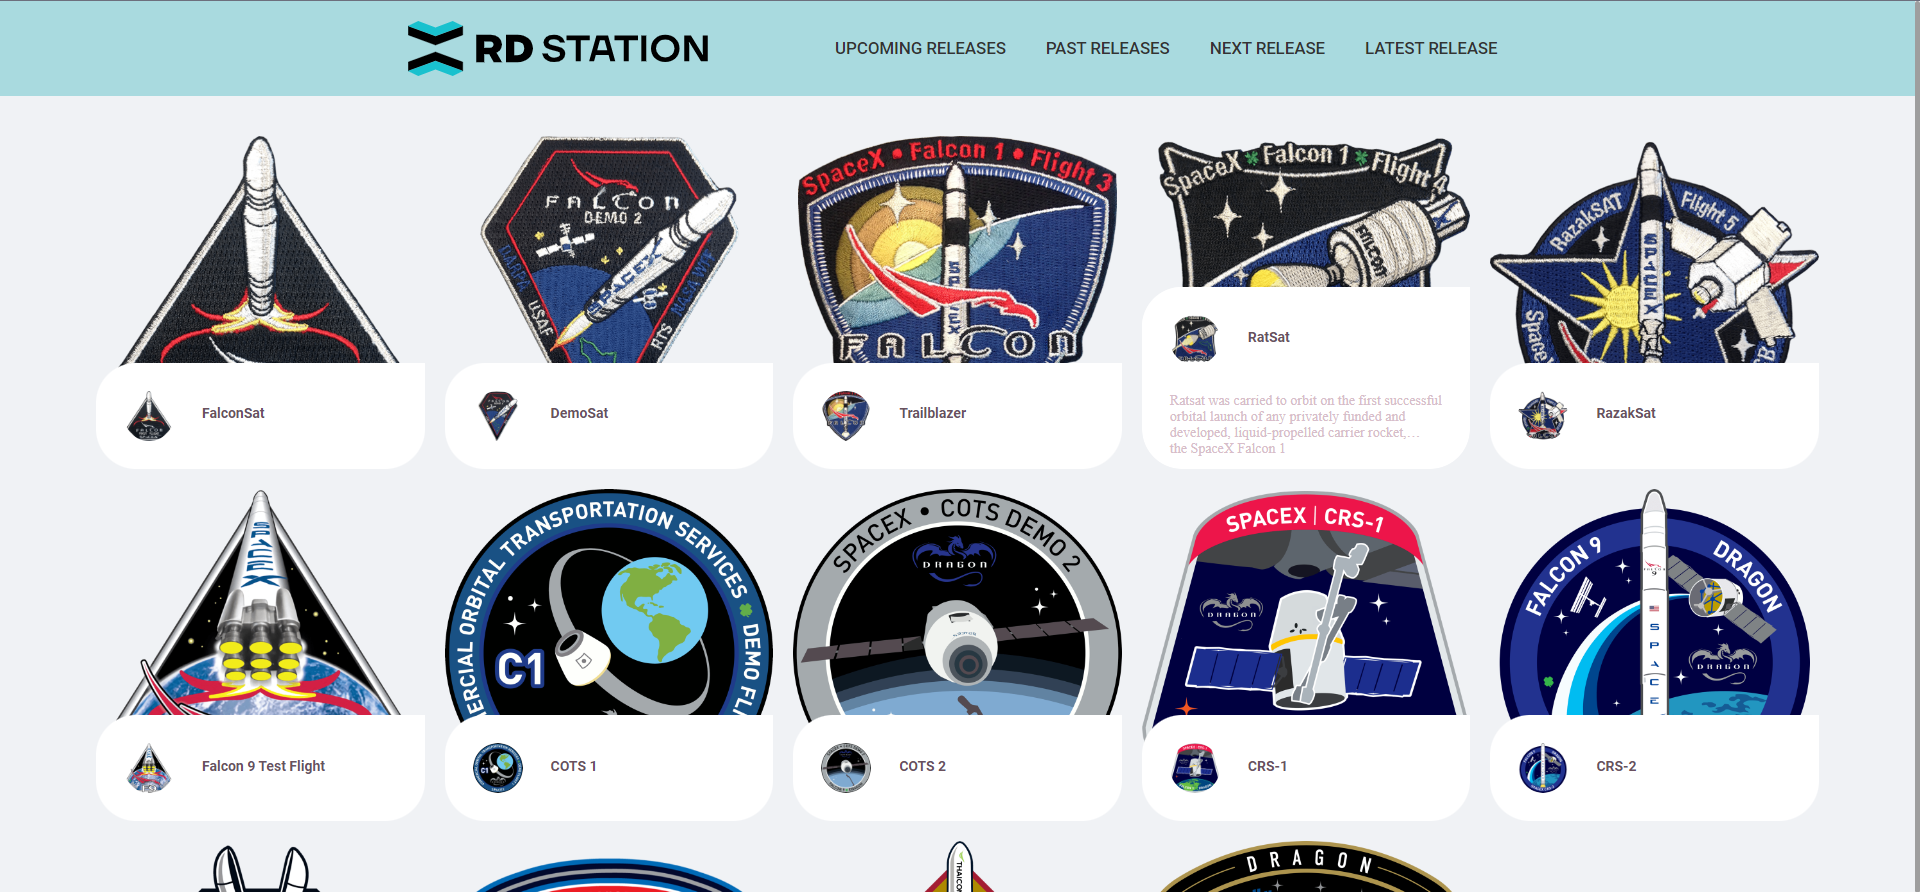 RD STATION
UPCOMING RELEASES
PAST RELEASES
NEXT RELEASE
LATEST RELEASE
FALCON
DEMO 2
DARPA USAF
RTS NASA WFF
SPACEX
SpaceX • Falcon 1 • Flight 3
SPACEX
FALCON
SpaceX Falcon 1 Flight 4
FALCON
RazakSAT
Flight 5
SPACEX
FalconSat
DemoSat
Trailblazer
RatSat
Ratsat was carried to orbit on the first successful
orbital launch of any privately funded and
developed, liquid-propelled carrier rocket,…
the SpaceX Falcon 1
RazakSat
SPACEX
ORBITAL TRANSPORTATION SERVICES
C1
SPACEX • COTS DEMO 2
DRAGON
SPACEX | CRS-1
DRAGON
FALCON 9
DRAGON
SPACE
DRAGON
Falcon 9 Test Flight
COTS 1
COTS 2
CRS-1
CRS-2
DRAGON